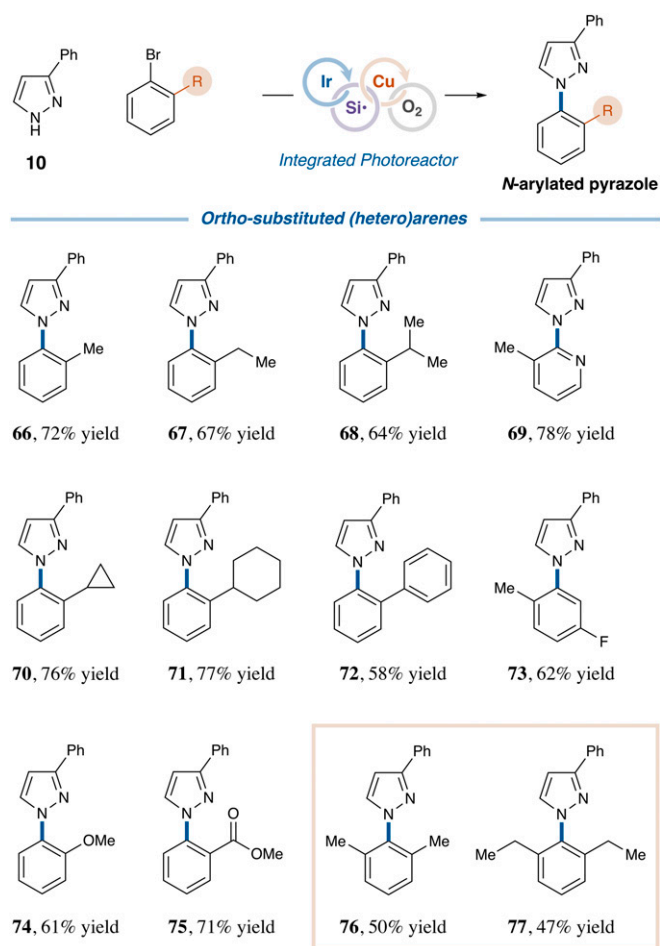 Ph
N
N
H
10
Br
R
Ir
Cu
Si•
O2
Integrated Photoreactor
Ph
N
N
R
N-arylated pyrazole
Ortho-substituted (hetero)arenes
Ph
N
N
Me
66, 72% yield
Ph
N
N
Me
67, 67% yield
Ph
N
N
Me
Me
68, 64% yield
Ph
N
N
Me
N
69, 78% yield
Ph
N
N
70, 76% yield
Ph
N
N
71, 77% yield
Ph
N
N
72, 58% yield
Ph
N
N
Me
F
73, 62% yield
Ph
N
N
OMe
74, 61% yield
Ph
N
N
O
OMe
75, 71% yield
Ph
N
N
Me
Me
76, 50% yield
Ph
N
N
Me
Me
77, 47% yield